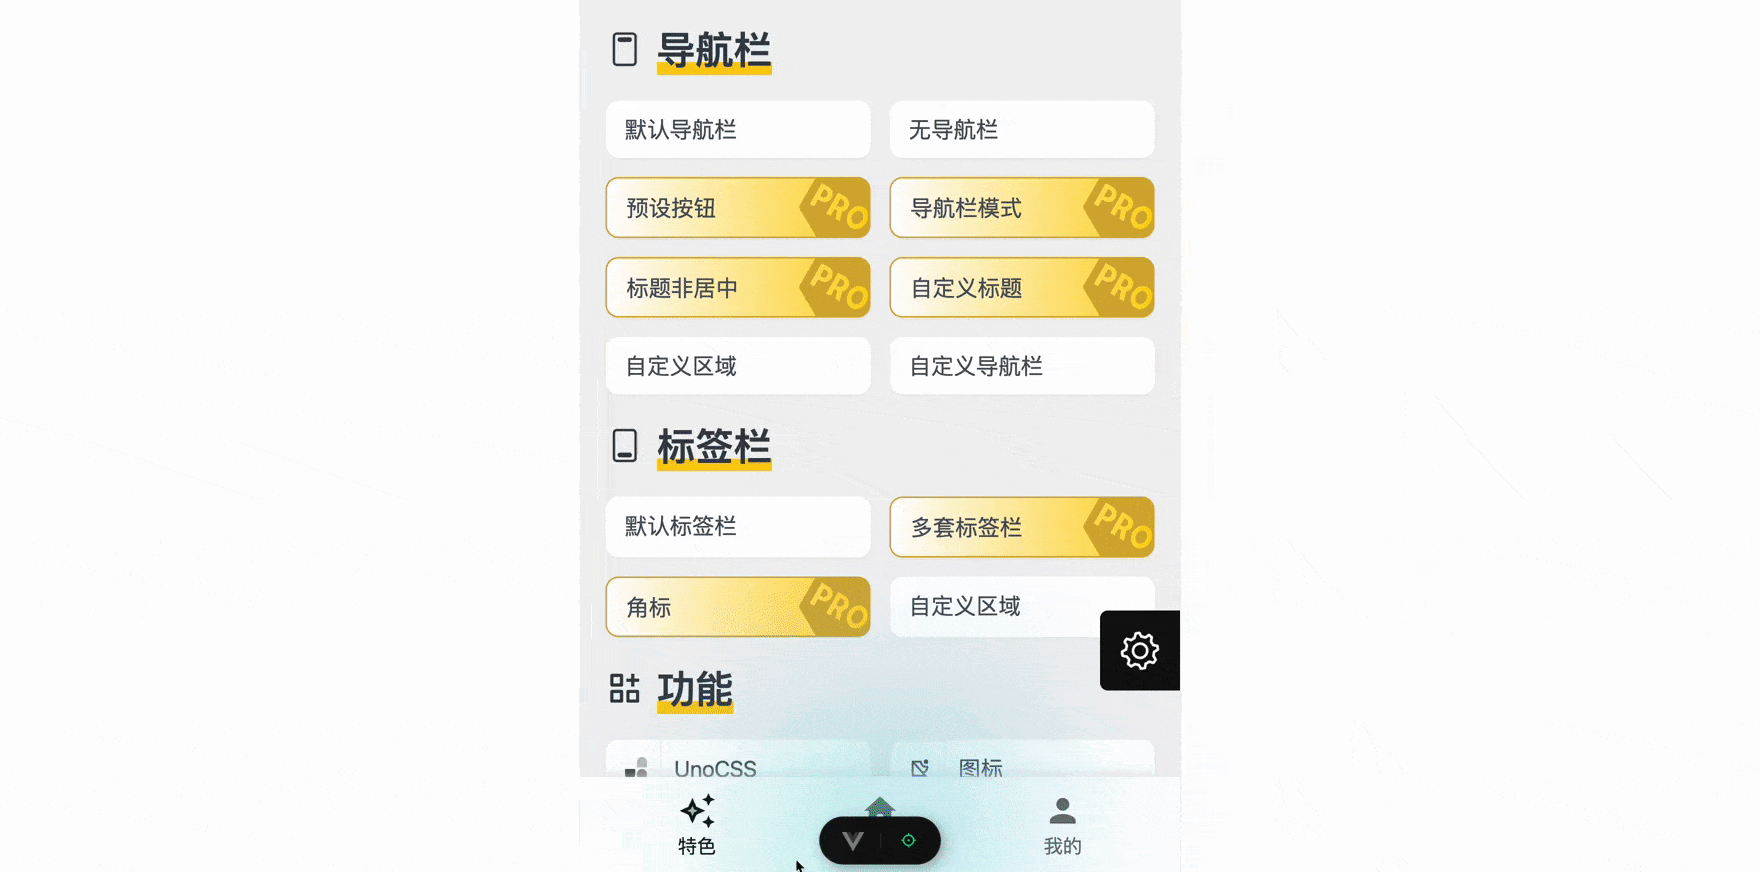 导航栏
默认导航栏
无导航栏
预设按钮
PRO
导航栏模式
PRO
标题非居中
PRO
自定义标题
PRO
自定义区域
自定义导航栏
标签栏
默认标签栏
多套标签栏
PRO
角标
PRO
自定义区域
功能
UnoCSS
图标
特色
我的